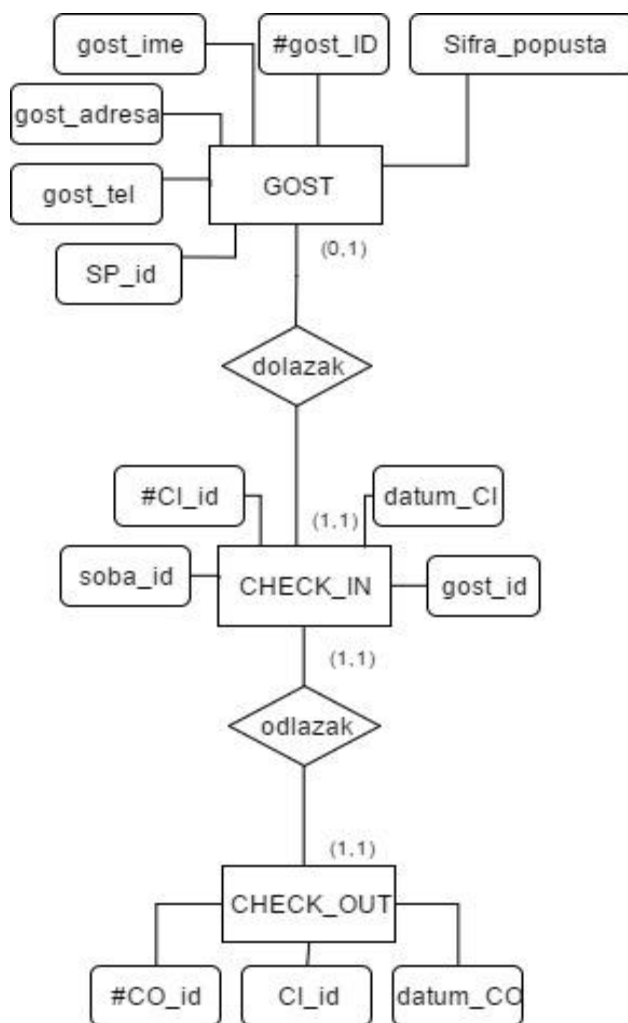 gost_ime
#gost_ID
Sifra_popusta
gost_adresa
gost_tel
GOST
SP_id
(0,1)
dolazak
#CI_id
datum_CI
(1,1)
soba_id
CHECK_IN
gost_id
(1,1)
odlazak
(1,1)
CHECK_OUT
#CO_id
CI_id
datum_CO